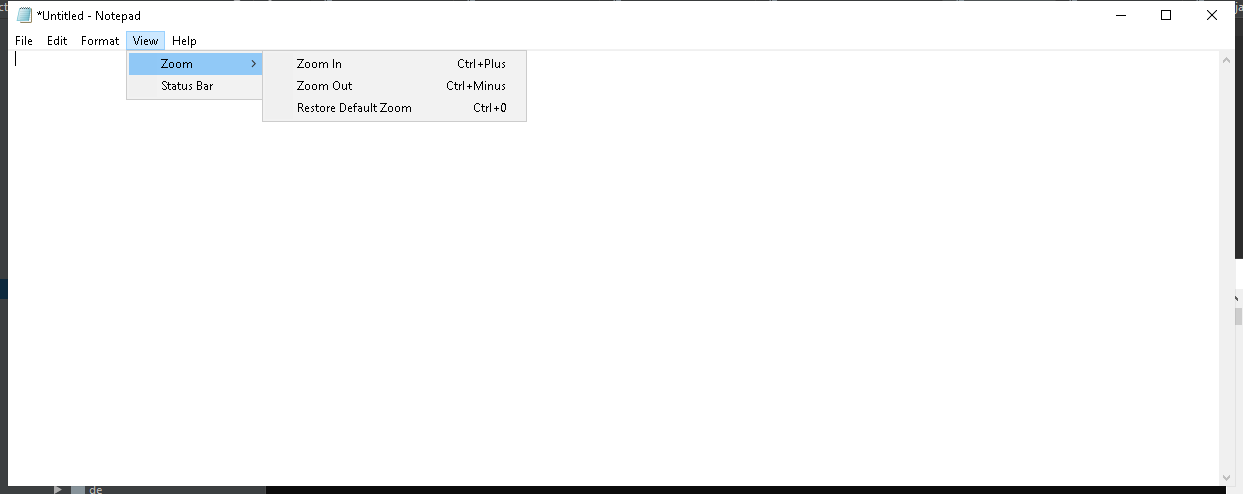 *Untitled - Notepad
File Edit Format View Help
Zoom
Status Bar
Zoom In Ctrl+Plus
Zoom Out Ctrl+Minus
Restore Default Zoom Ctrl+0
de